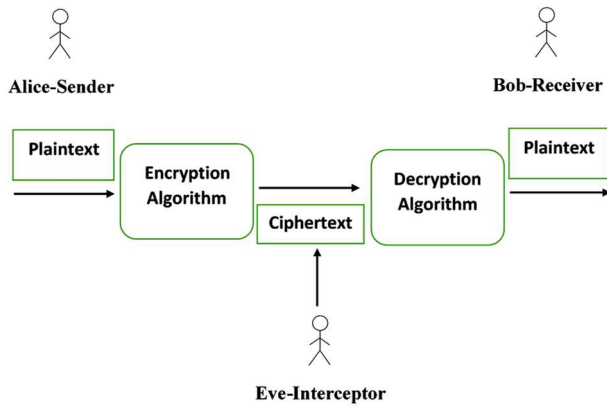 Alice-Sender
Bob-Receiver
Plaintext
Encryption
Algorithm
Ciphertext
Decryption
Algorithm
Plaintext
Eve-Interceptor